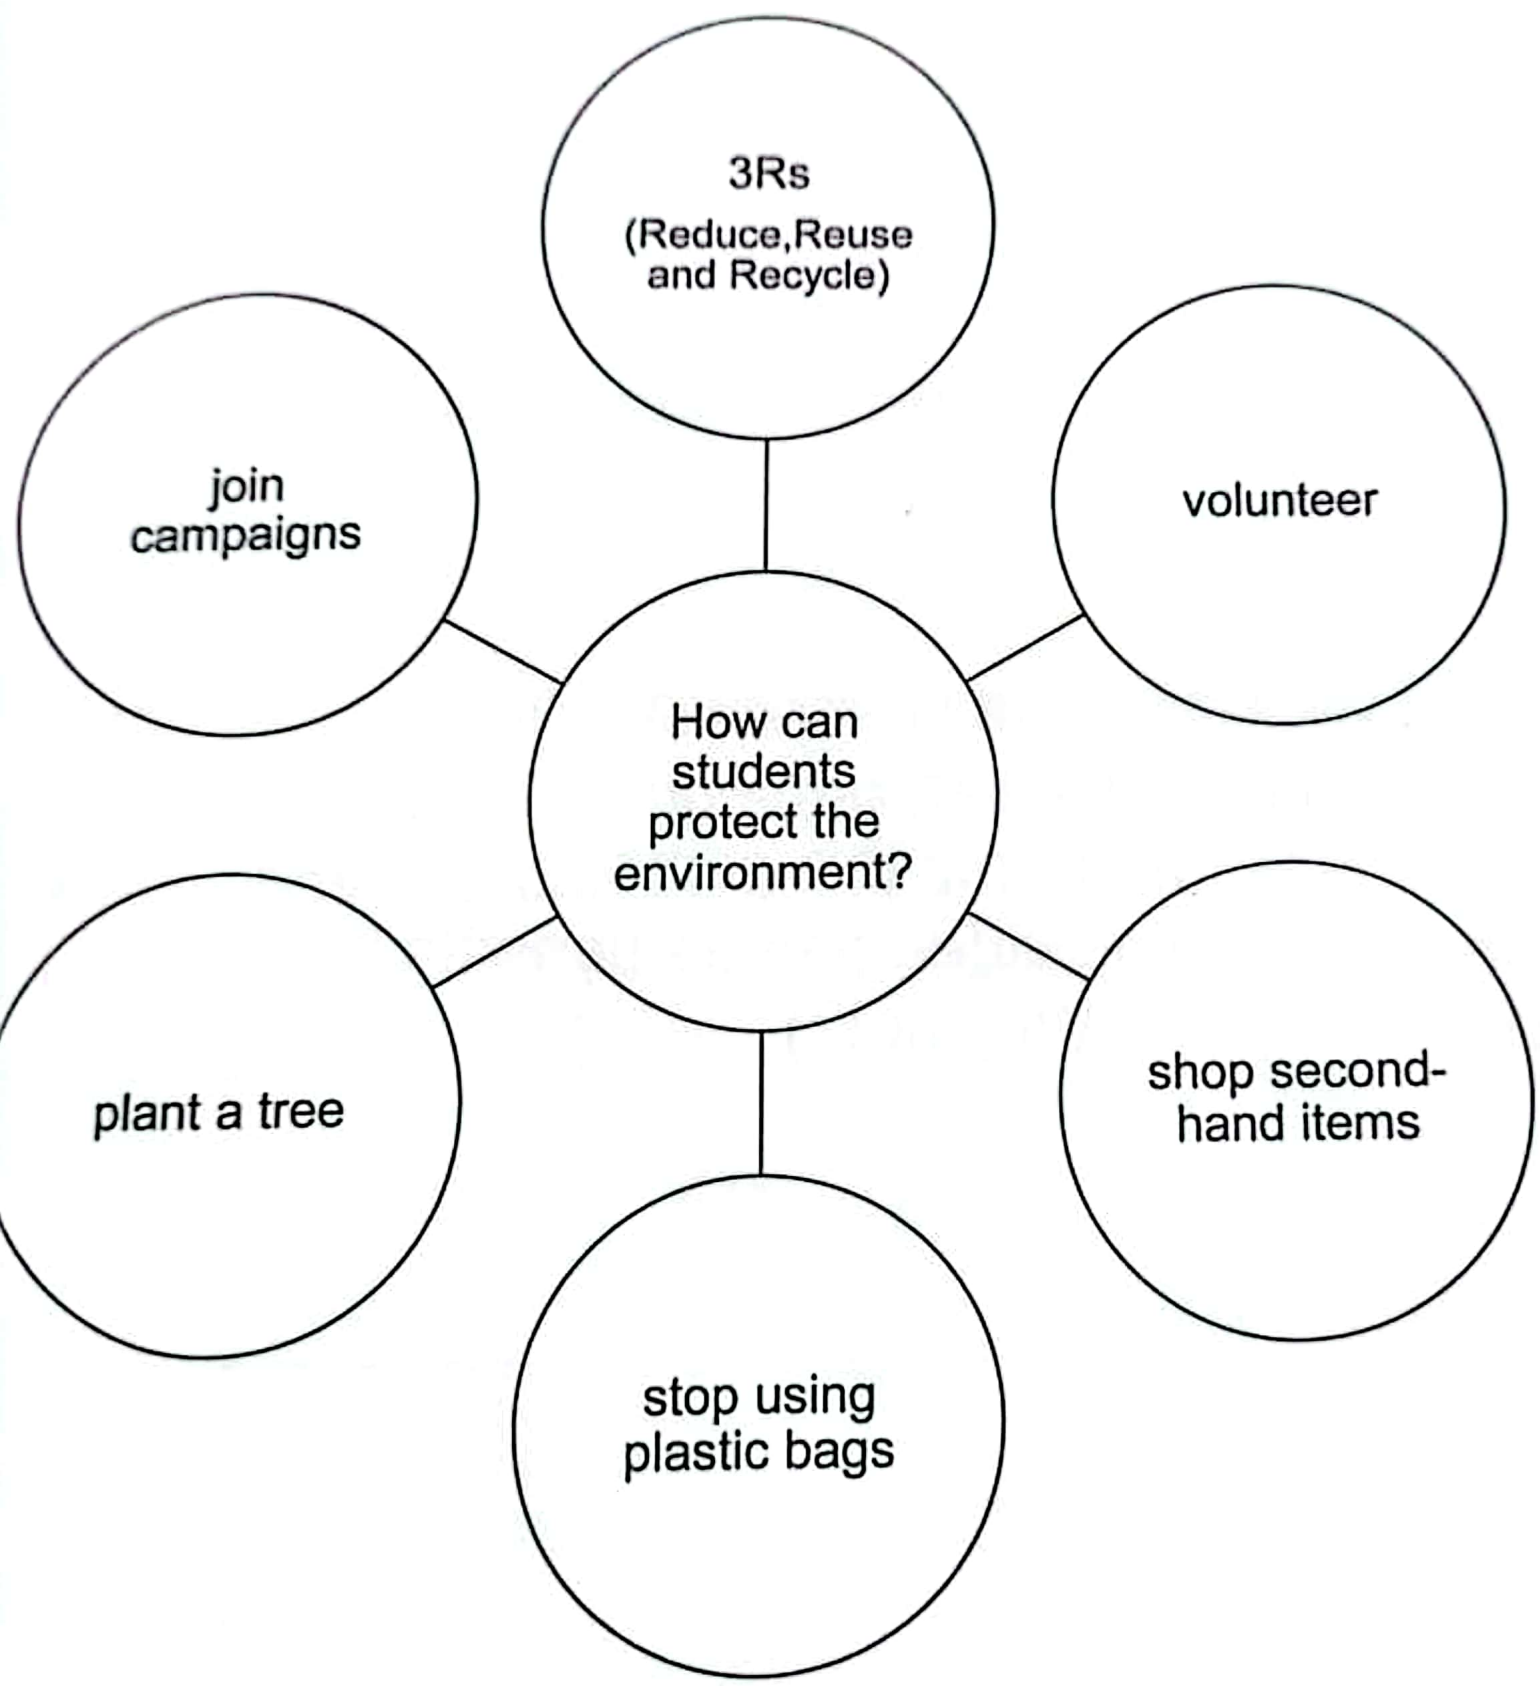 3Rs
(Reduce,Reuse
and Recycle)
join
campaigns
volunteer
How can
students
protect the
environment?
plant a tree
shop second-
hand items
stop using
plastic bags